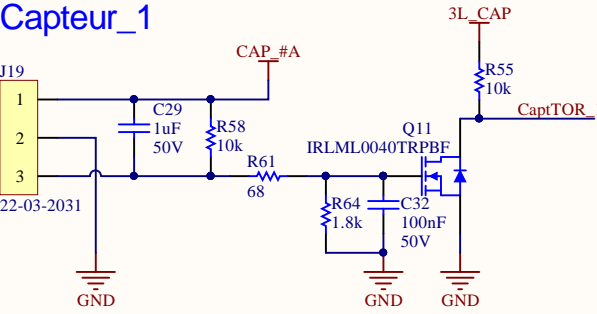 Capteur_1
3L_CAP
J19
CAP_#A
R55
10k
1
C29
1uF
50V
R58
10k
CaptTOR_
Q11
IRLML0040TRPBF
2
R61
68
3
R64
1.8k
C32
100nF
50V
22-03-2031
GND
GND
GND